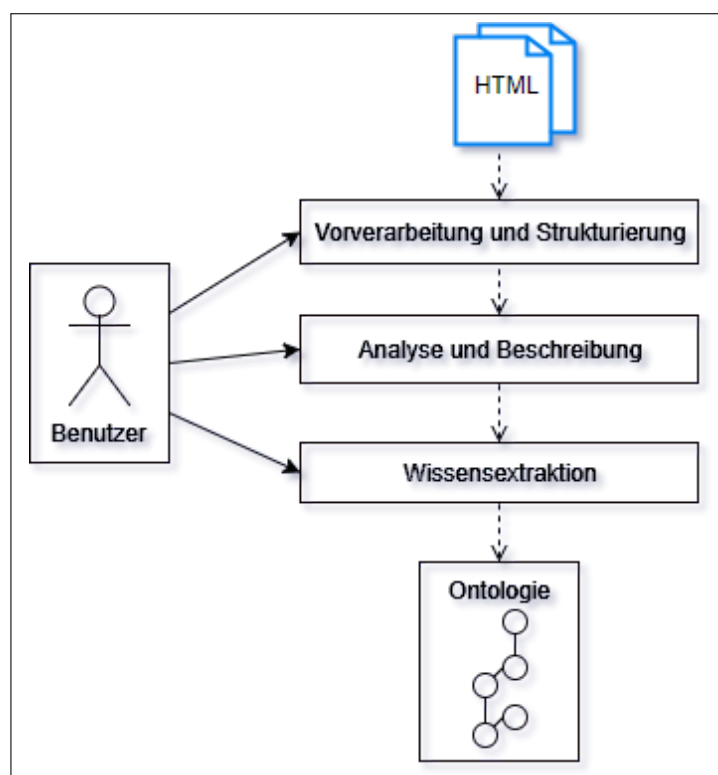 HTML
Vorverarbeitung und Strukturierung
Analyse und Beschreibung
Benutzer
Wissensextraktion
Ontologie